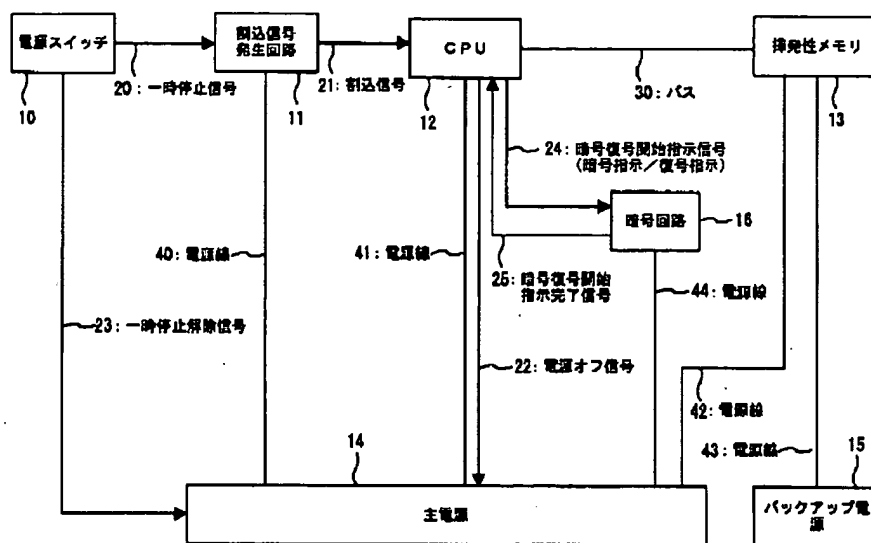 電源スイッチ
割込信号
発生回路
CPU
揮発性メモリ
20:一時停止信号
21:割込信号
30:バス
10
11
12
13
24:暗号復号開始指示信号
(暗号指示/復号指示)
暗号回路
16
40:電源線
41:電源線
25:暗号復号開始
指示完了信号
44:電源線
23:一時停止解除信号
22:電源オフ信号
42:電源線
43:電源線
14
15
主電源
バックアップ電
源